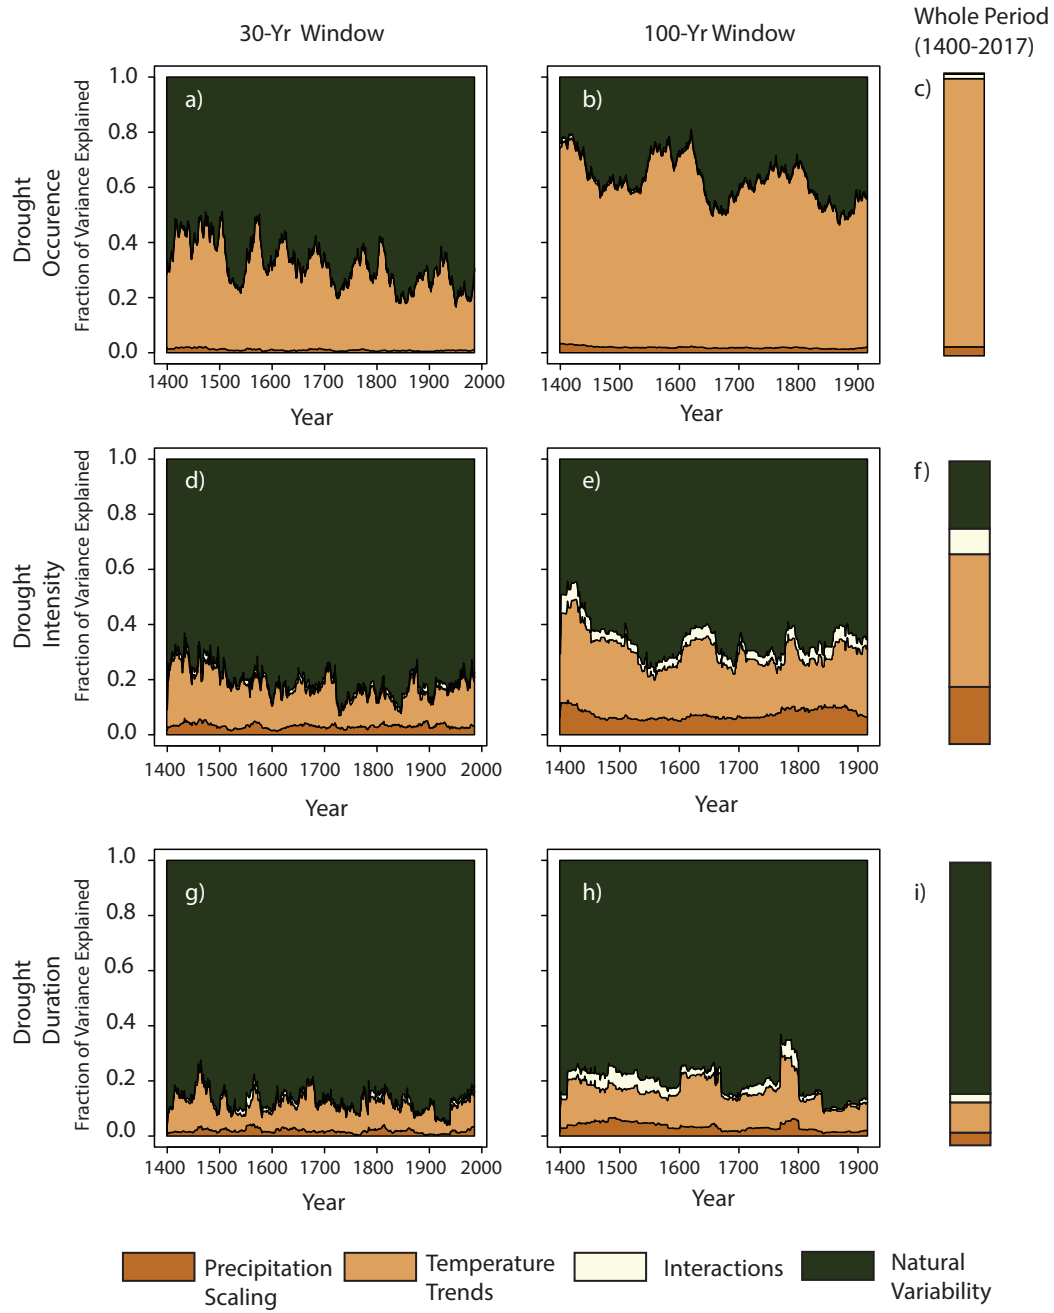 30-Yr Window
100-Yr Window
Whole Period
(1400-2017)
Drought
Occurence
Fraction of Variance Explained
1.0
0.8
0.6
0.4
0.2
0.0
a)
1400 1500 1600 1700 1800 1900 2000
Year
b)
1400 1500 1600 1700 1800 1900
Year
c)
Drought
Intensity
Fraction of Variance Explained
1.0
0.8
0.6
0.4
0.2
0.0
d)
1400 1500 1600 1700 1800 1900 2000
Year
e)
1400 1500 1600 1700 1800 1900
Year
f)
Drought
Duration
Fraction of Variance Explained
1.0
0.8
0.6
0.4
0.2
0.0
g)
1400 1500 1600 1700 1800 1900 2000
Year
h)
1400 1500 1600 1700 1800 1900
Year
i)
Precipitation
Scaling
Temperature
Trends
Interactions
Natural
Variability